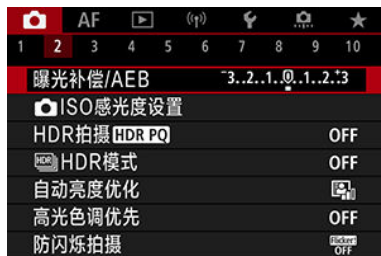 AF
1 2 3 4 5 6 7 8 9 10
曝光补偿/AEB -3..2..1..0..1..2..+3
ISO感光度设置
HDR拍摄 HDR PQ OFF
HDR HDR模式 OFF
自动亮度优化
高光色调优先 OFF
防闪烁拍摄 Flicker OFF